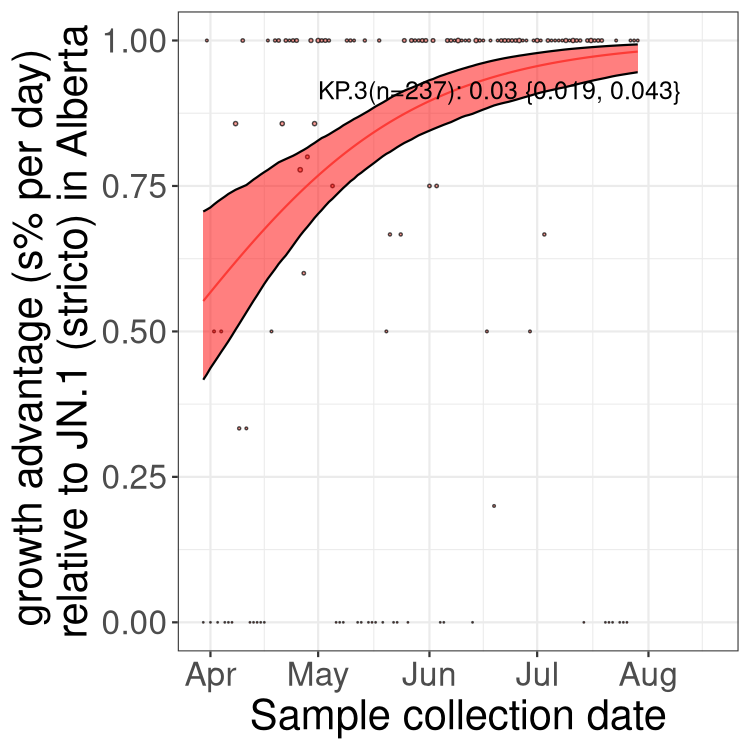 growth advantage (s% per day)
relative to JN.1 (stricto) in Alberta
1.00
0.75
0.50
0.25
0.00
KP.3(n=237): 0.03 {0.019, 0.043}
Apr May Jun Jul Aug
Sample collection date